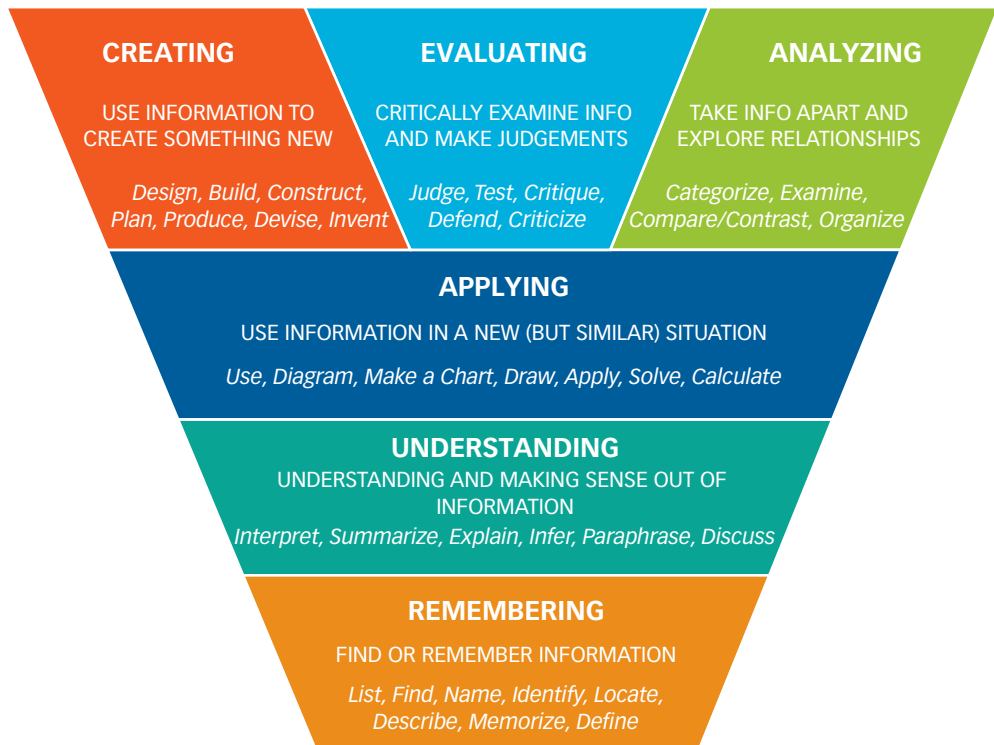 CREATING
USE INFORMATION TO
CREATE SOMETHING NEW
Design, Build, Construct,
Plan, Produce, Devise, Invent
EVALUATING
CRITICALLY EXAMINE INFO
AND MAKE JUDGEMENTS
Judge, Test, Critique,
Defend, Criticize
ANALYZING
TAKE INFO APART AND
EXPLORE RELATIONSHIPS
Categorize, Examine,
Compare/Contrast, Organize
APPLYING
USE INFORMATION IN A NEW (BUT SIMILAR) SITUATION
Use, Diagram, Make a Chart, Draw, Apply, Solve, Calculate
UNDERSTANDING
UNDERSTANDING AND MAKING SENSE OUT OF
INFORMATION
Interpret, Summarize, Explain, Infer, Paraphrase, Discuss
REMEMBERING
FIND OR REMEMBER INFORMATION
List, Find, Name, Identify, Locate,
Describe, Memorize, Define